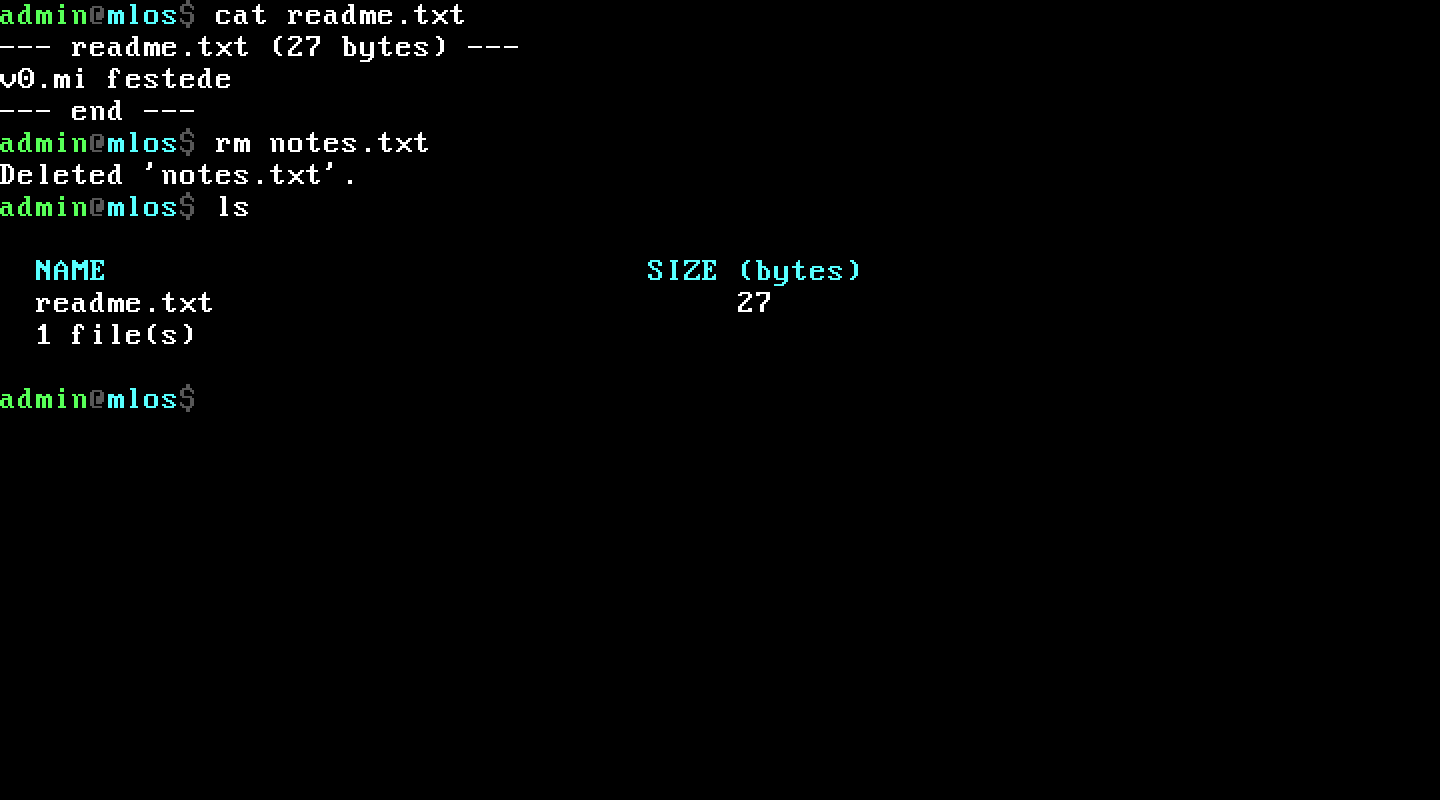 admin@mlos$ cat readme.txt
--- readme.txt (27 bytes) ---
v0.mi festede
--- end ---
admin@mlos$ rm notes.txt
Deleted 'notes.txt'.
admin@mlos$ ls
NAME SIZE (bytes)
readme.txt 27
1 file(s)
admin@mlos$